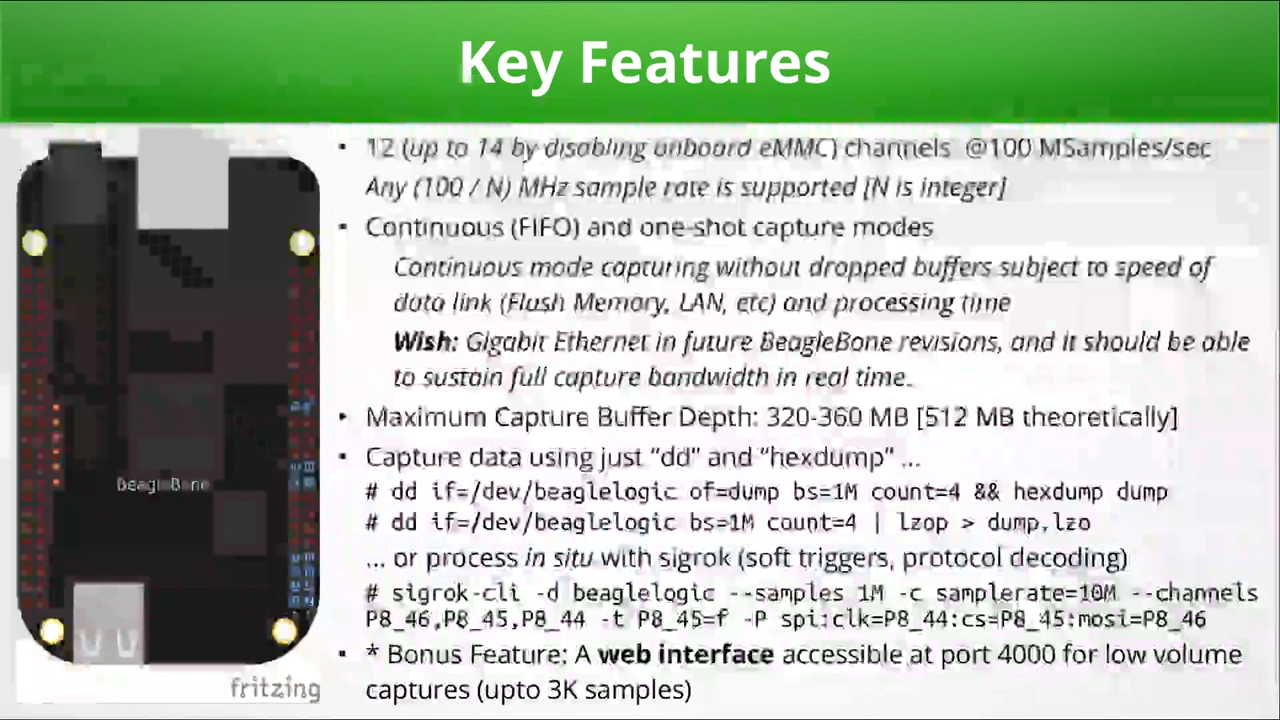 Key Features
▪ 12 (up to 14 by disabling onboard eMMC) channels @100 MSamples/sec
Any (100 / N) MHz sample rate is supported [N is integer]
▪ Continuous (FIFO) and one-shot capture modes
Continuous mode capturing without dropped buffers subject to speed of
data link (Flush Memory, LAN, etc) and processing time
Wish: Gigabit Ethernet in future BeagleBone revisions, and it should be able
to sustain full capture bandwidth in real time.
▪ Maximum Capture Buffer Depth: 320-360 MB [512 MB theoretically]
▪ Capture data using just "dd" and "hexdump" ...
# dd if=/dev/beaglelogic of=dump bs=1M count=4 && hexdump dump
# dd if=/dev/beaglelogic bs=1M count=4 | lzop > dump.lzo
... or process in situ with sigrok (soft triggers, protocol decoding)
# sigrok-cli -d beaglelogic --samples 1M -c samplerate=10M --channels
P8_46,P8_45,P8_44 -t P8_45=f -P spi:clk=P8_44:cs=P8_45:mosi=P8_46
▪ * Bonus Feature: A web interface accessible at port 4000 for low volume
captures (upto 3K samples)
BeagleBone
fritzing